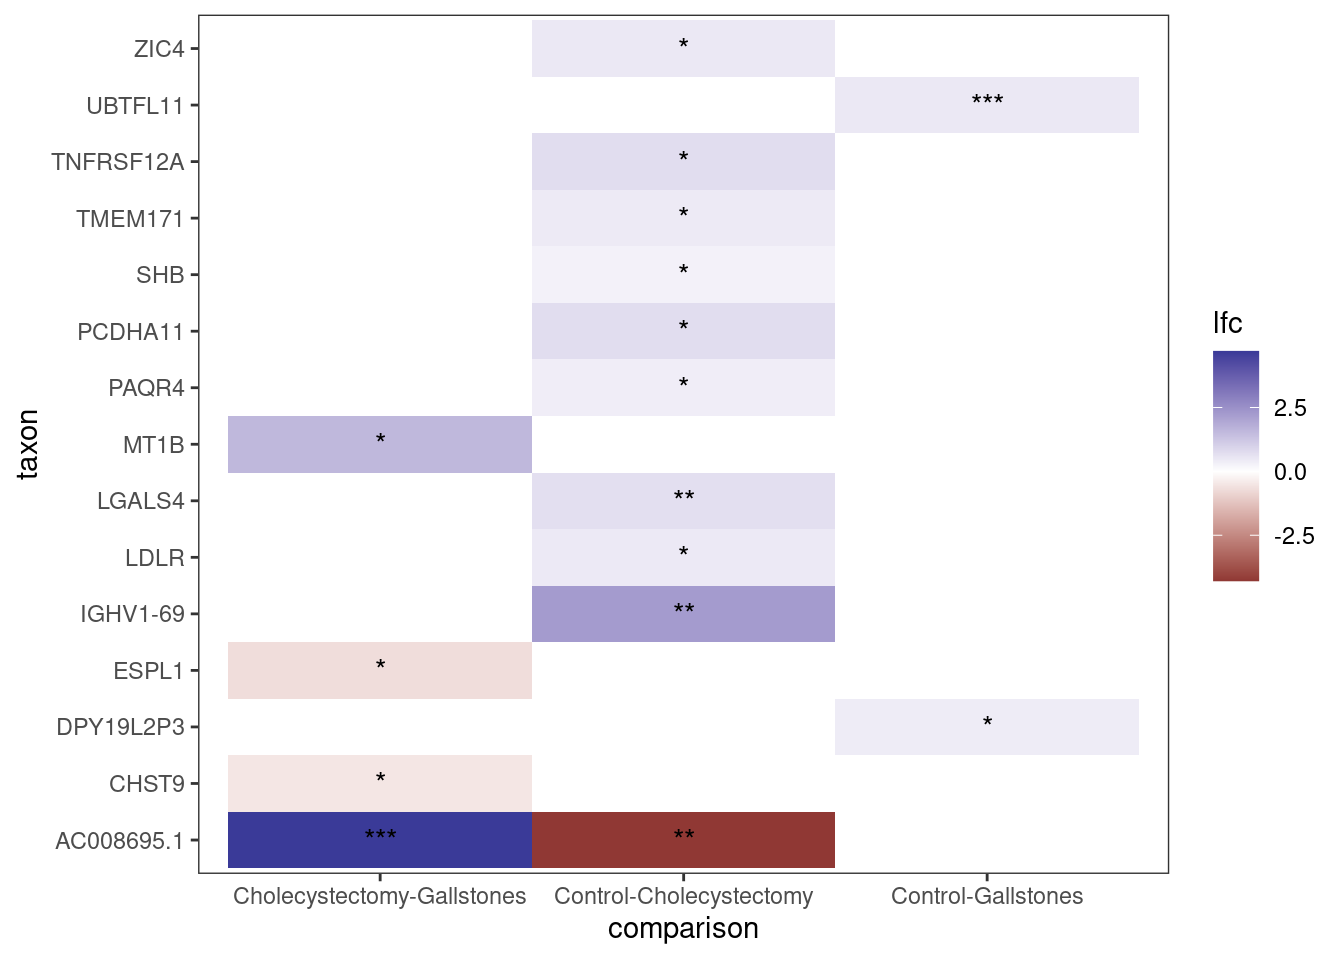 ZIC4 *
UBTFL11 ***
TNFRSF12A *
TMEM171 *
SHB *
PCDHA11 *
PAQR4 *
MT1B *
LGALS4 **
LDLR *
IGHV1-69 **
ESPL1 *
DPY19L2P3 *
CHST9 *
AC008695.1 *** **
taxon
Cholecystectomy-Gallstones Control-Cholecystectomy Control-Gallstones
comparison
lfc
2.5
0.0
-2.5